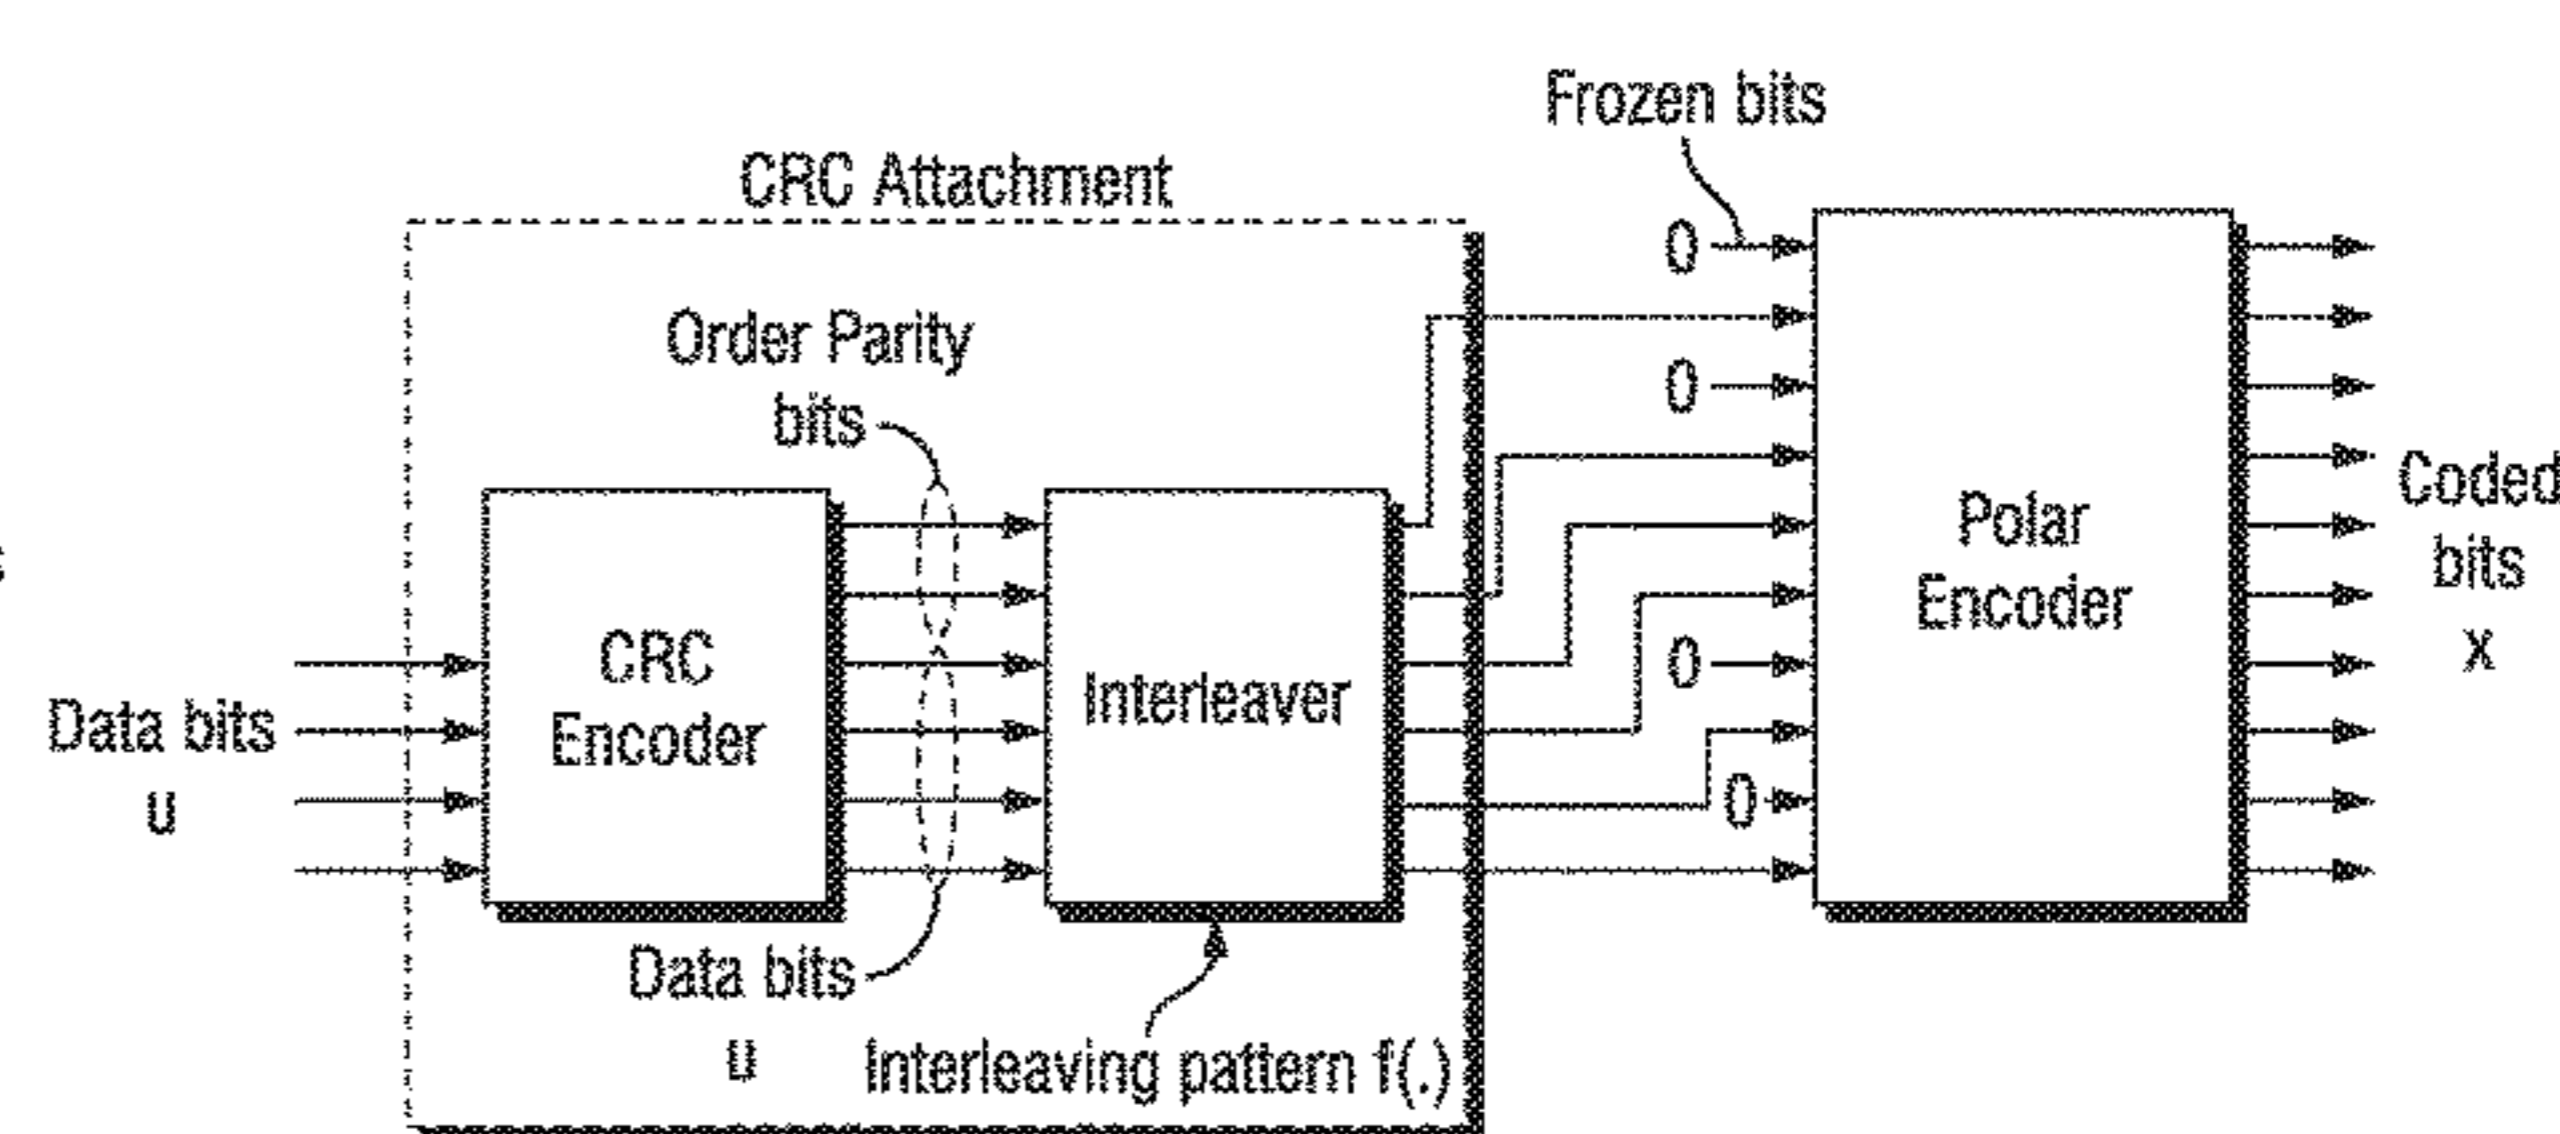 Frozen bits
CRC Attachment
0
Order Parity
bits
0
Coded
bits
x
Polar
Encoder
CRC
Encoder
Interleaver
0
Data bits
u
0
Data bits
u
Interleaving pattern f(.)